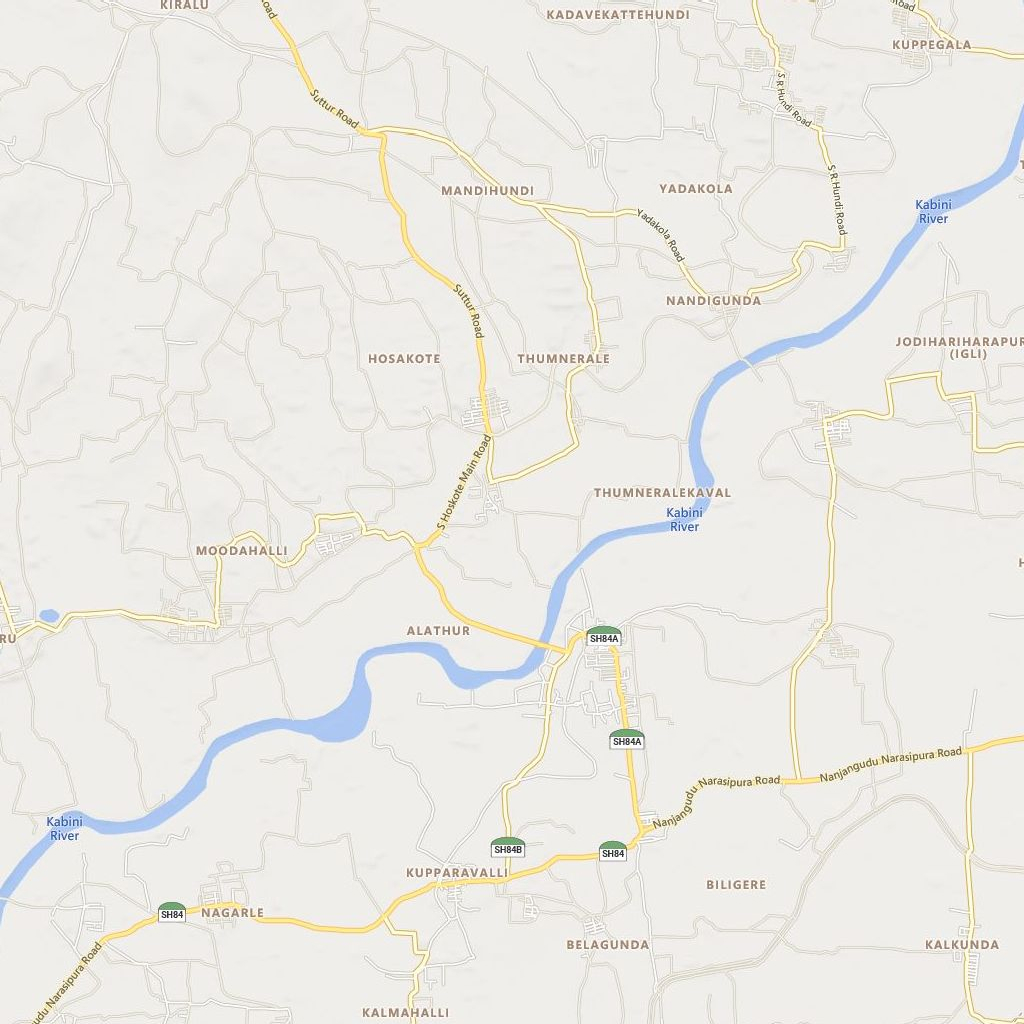 KIRALU
KADAVEKATTEHUNDI
KUPPEGALA
Suttur Road
S R Hundi Road
S R Hundi Road
MANDIHUNDI
YADAKOLA
Kabini
River
Yadakola Road
Suttur Road
NANDIGUNDA
HOSAKOTE
THUMNERALE
JODIHARIHARAPUR
(IGLI)
S Hoskote Main Road
THUMNERALEKAVAL
Kabini
River
MOODAHALLI
RU
ALATHUR
SH84A
SH84A
Nanjangudu Narasipura Road
Nanjangudu Narasipura Road
Kabini
River
SH84B
SH84
KUPPARAVALLI
BILIGERE
SH84
NAGARLE
BELAGUNDA
KALKUNDA
udu Narasipura Road
KALMAHALLI